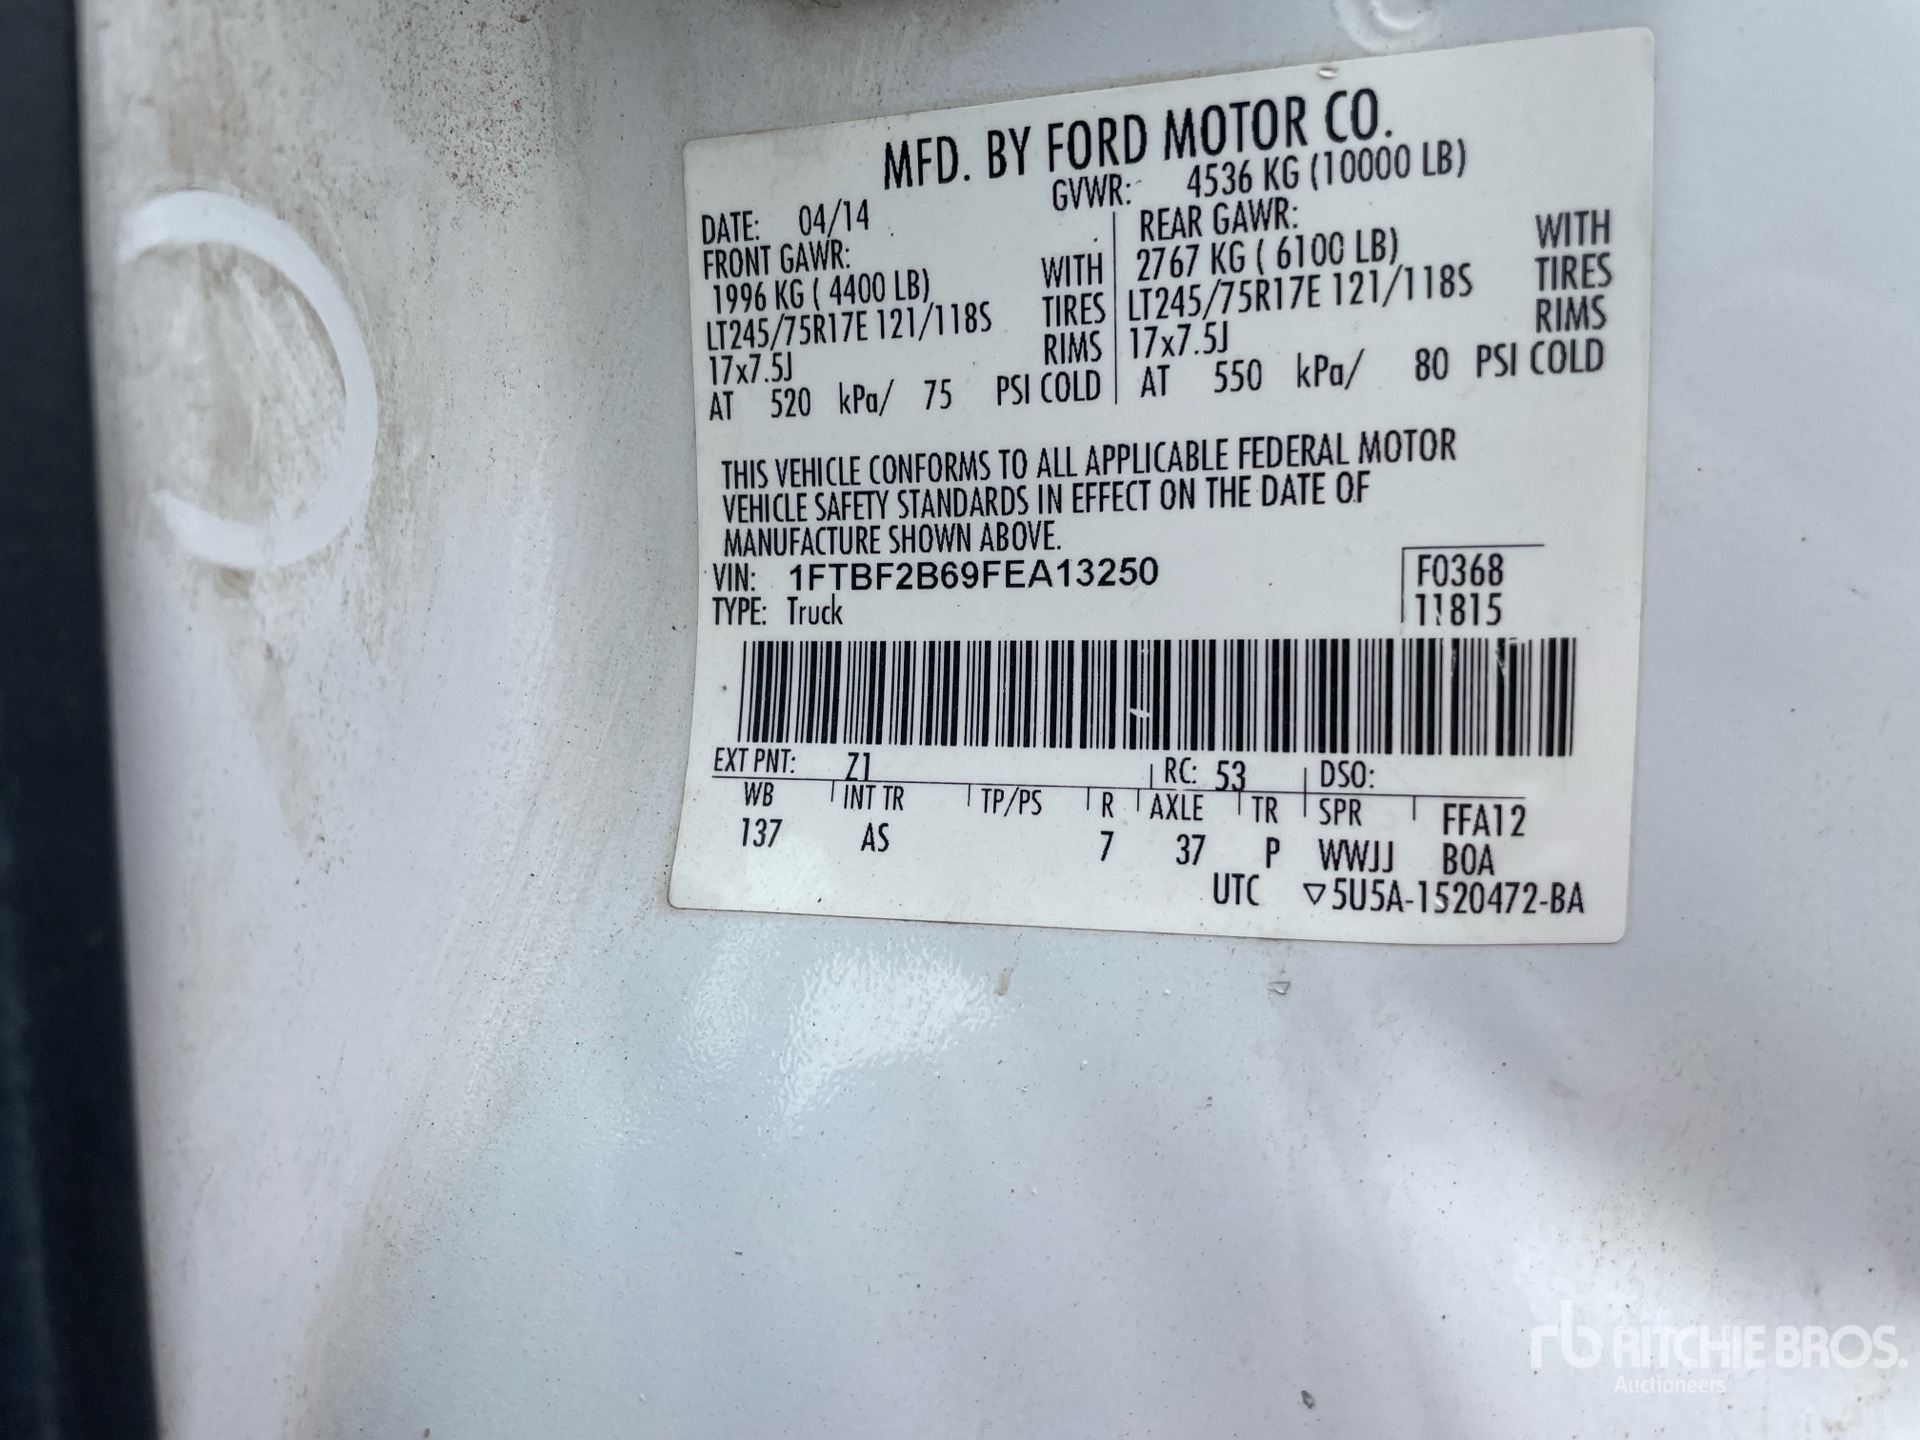 MFD. BY FORD MOTOR CO.
DATE: 04/14 GVWR: 4536 KG (10000 LB)
FRONT GAWR: REAR GAWR:
1996 KG ( 4400 LB) WITH 2767 KG ( 6100 LB) WITH
LT245/75R17E 121/118S TIRES LT245/75R17E 121/118S TIRES
17x7.5J RIMS 17x7.5J RIMS
AT 520 kPa/ 75 PSI COLD AT 550 kPa/ 80 PSI COLD
THIS VEHICLE CONFORMS TO ALL APPLICABLE FEDERAL MOTOR
VEHICLE SAFETY STANDARDS IN EFFECT ON THE DATE OF
MANUFACTURE SHOWN ABOVE.
VIN: 1FTBF2B69FEA13250 F0368
TYPE: Truck 11815
EXT PNT: Z1 RC: 53 DSO:
WB INT TR TP/PS R AXLE TR SPR FFA12
137 AS 7 37 P WWJJ BOA
UTC ▽5U5A-1520472-BA
rb RITCHIE BROS.
Auctioneers